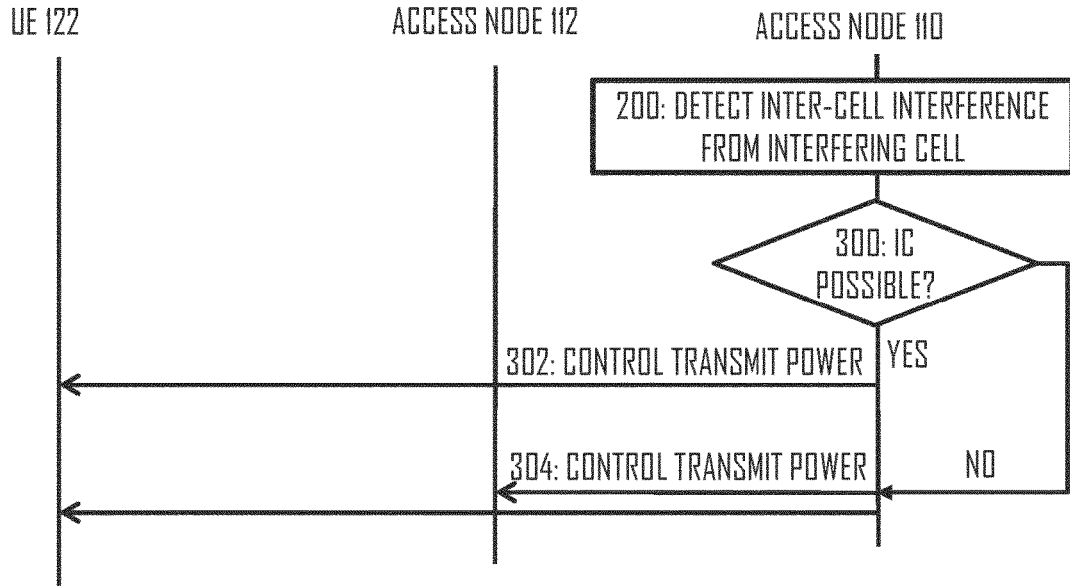 UE 122
ACCESS NODE 112
ACCESS NODE 110
200: DETECT INTER-CELL INTERFERENCE
FROM INTERFERING CELL
300: IC
POSSIBLE?
302: CONTROL TRANSMIT POWER
YES
304: CONTROL TRANSMIT POWER
NO